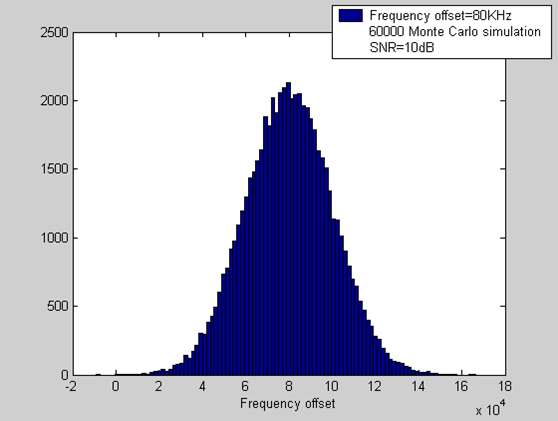 Frequency offset=80KHz
60000 Monte Carlo simulation
SNR=10dB
2500
2000
1500
1000
500
0
-2 0 2 4 6 8 10 12 14 16 18
Frequency offset
x 10^4